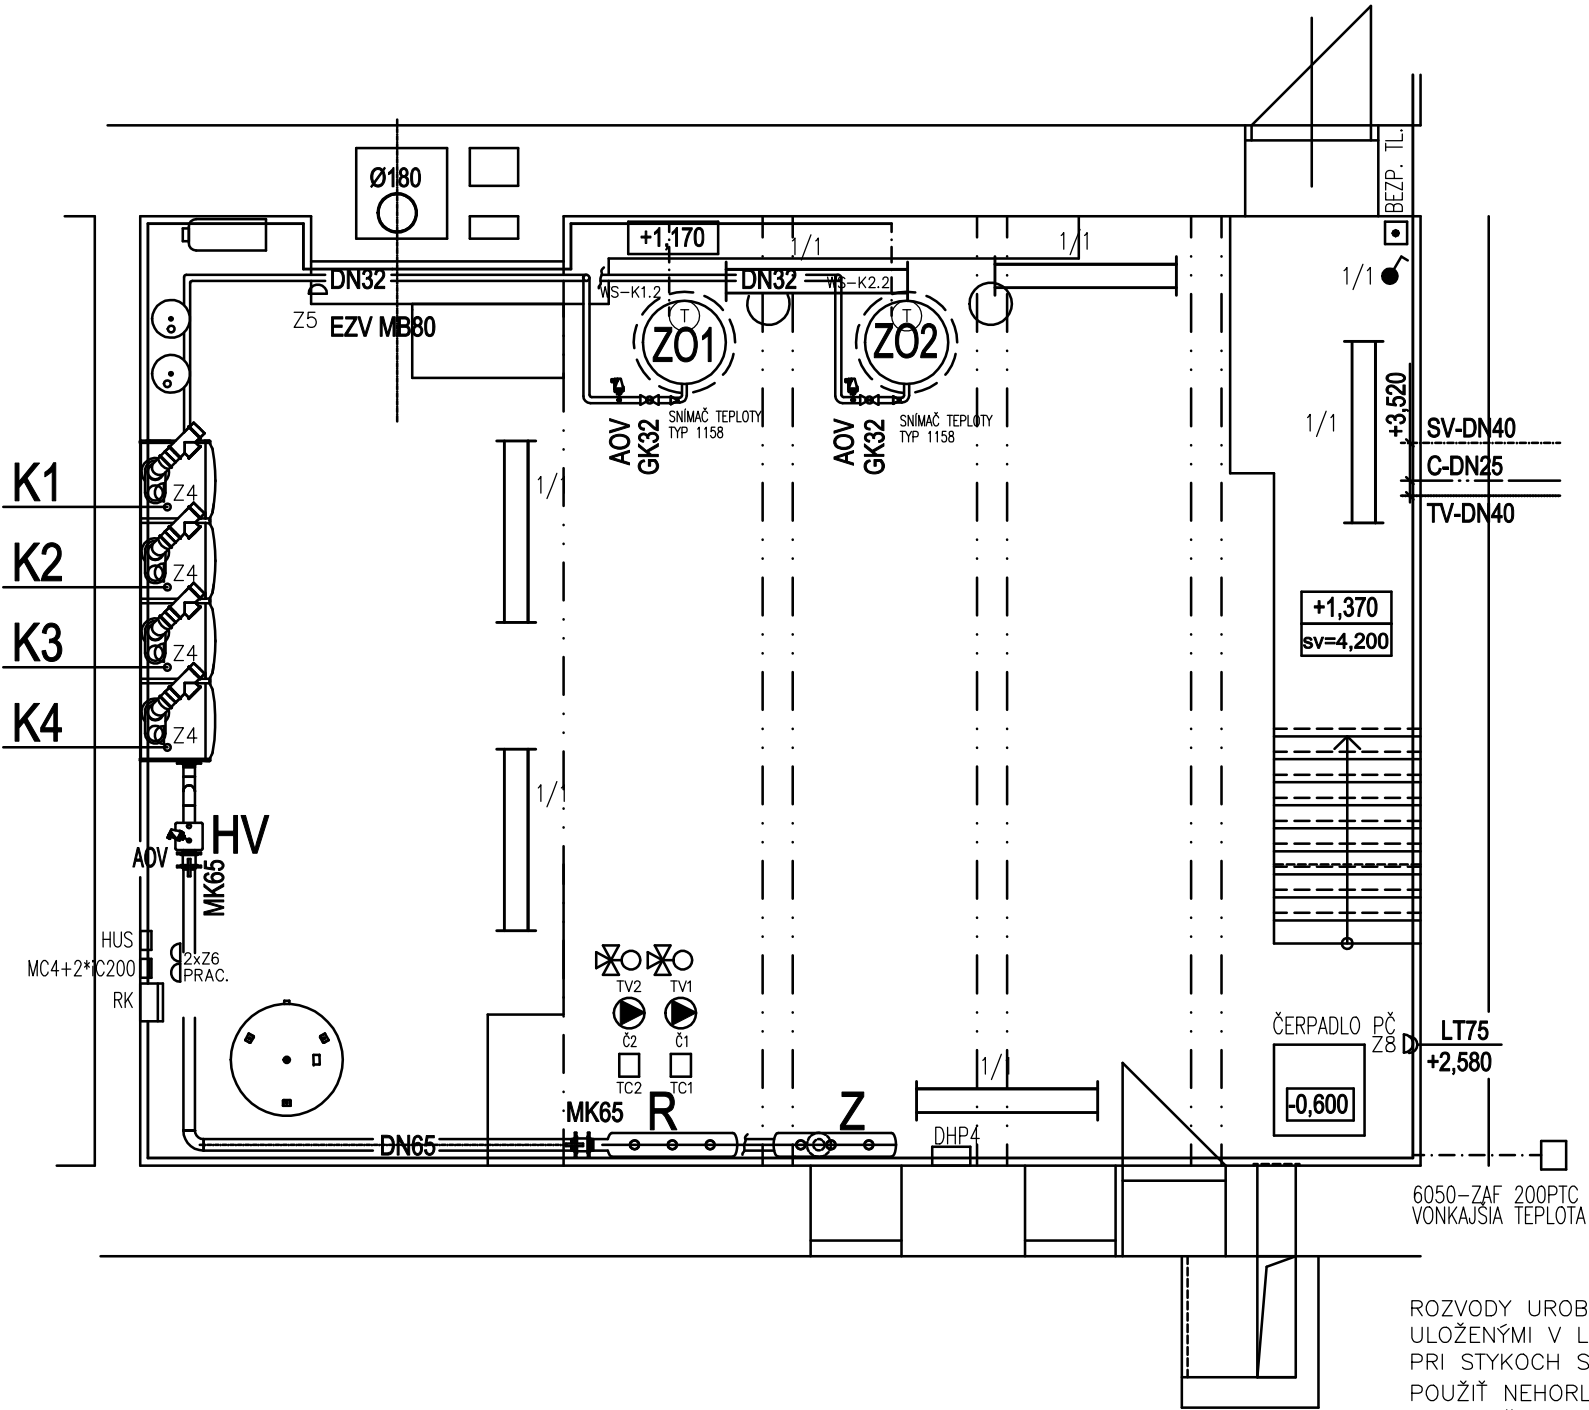 BEZP. TL.
Ø180
+1,170
1/1
1/1
1/1
DN32
DN32
WS-K1.2
WS-K2.2
Z5
EZV MB80
T
T
ZO1
ZO2
+3,520
SNÍMAČ TEPLOTY
TYP 1158
SNÍMAČ TEPLOTY
TYP 1158
AOV
GK32
AOV
GK32
1/1
SV-DN40
C-DN25
TV-DN40
K1
Z4
1/1
K2
Z4
K3
Z4
K4
Z4
+1,370
sv=4,200
1/1
HV
AOV
MK65
HUS
MC4+2*iC200
RK
2xZ6
PRAC.
TV2
TV1
Č2
Č1
TC2
TC1
ČERPADLO PČ
Z8
LT75
+2,580
-0,600
1/1
MK65
R
Z
DN65
DHP4
6050-ZAF 200PTC
VONKAJŠIA TEPLOTA
ROZVODY UROB
ULOŽENÝMI V L
PRI STYKOCH S
POUŽIŤ NEHORL